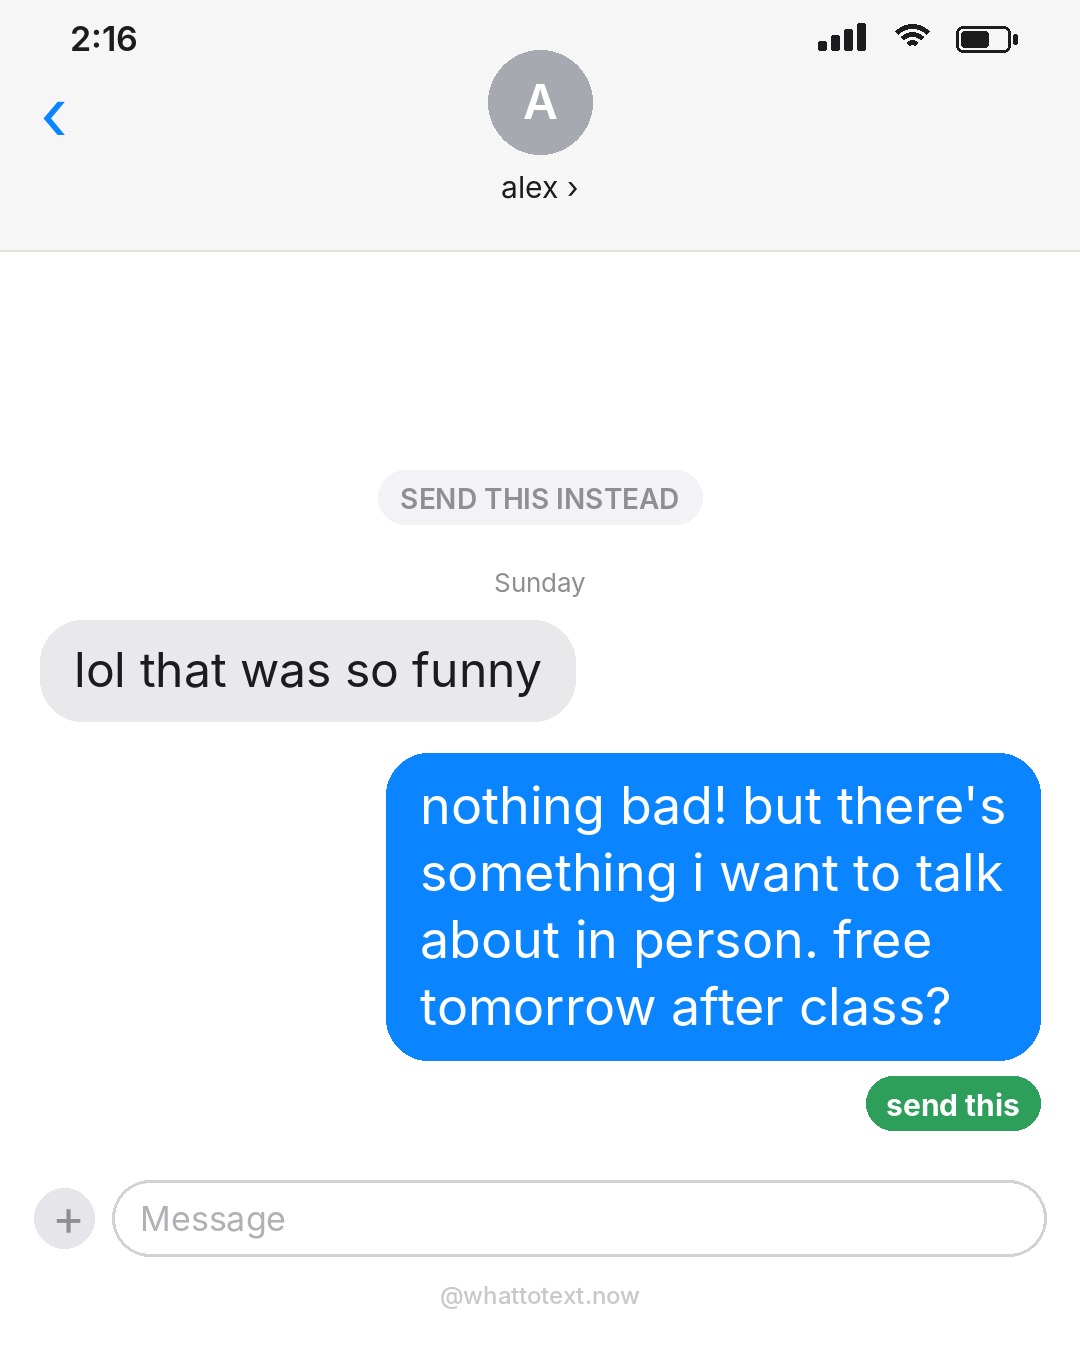 2:16
A
alex ›
SEND THIS INSTEAD
Sunday
lol that was so funny
nothing bad! but there's
something i want to talk
about in person. free
tomorrow after class?
send this
+ Message
@whattotext.now